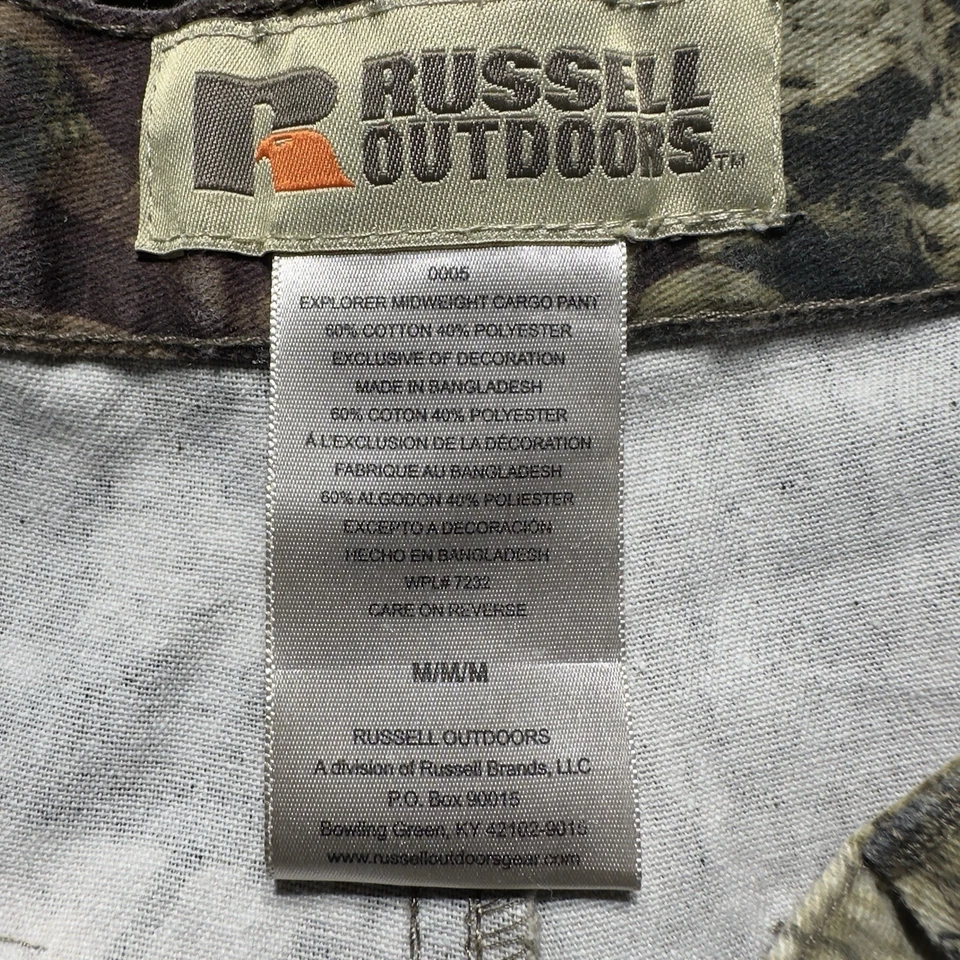 RUSSELL
OUTDOORS™
0005
EXPLORER MIDWEIGHT CARGO PANT
60% COTTON 40% POLYESTER
EXCLUSIVE OF DECORATION
MADE IN BANGLADESH
60% COTON 40% POLYESTER
Á L'EXCLUSION DE LA DÉCORATION
FABRIQUE AU BANGLADESH
60% ALGODON 40% POLIESTER
EXCEPTO A DECORACIÓN
HECHO EN BANGLADESH
WPL# 7232
CARE ON REVERSE
M/M/M
RUSSELL OUTDOORS
A division of Russell Brands, LLC
P.O. Box 90015
Bowling Green, KY 42102-9015
www.russelloutdoorsgear.com